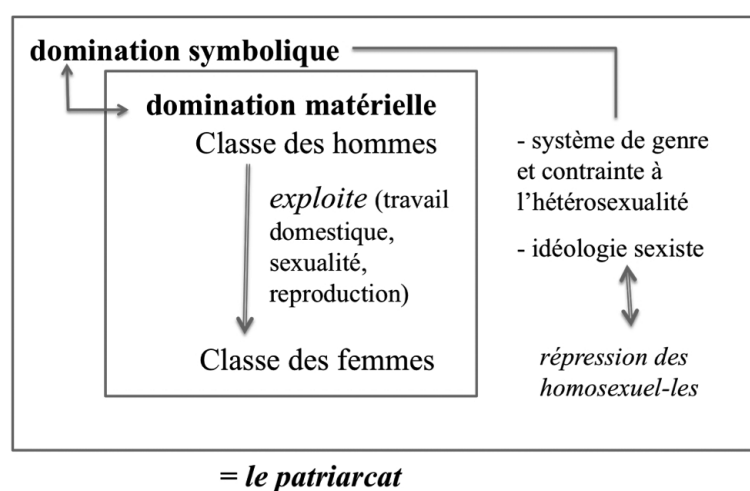 domination symbolique
domination matérielle
Classe des hommes
exploite (travail
domestique,
sexualité,
reproduction)
Classe des femmes
- système de genre
et contrainte à
l’hétérosexualité
- idéologie sexiste
répression des
homosexuel-les
= le patriarcat